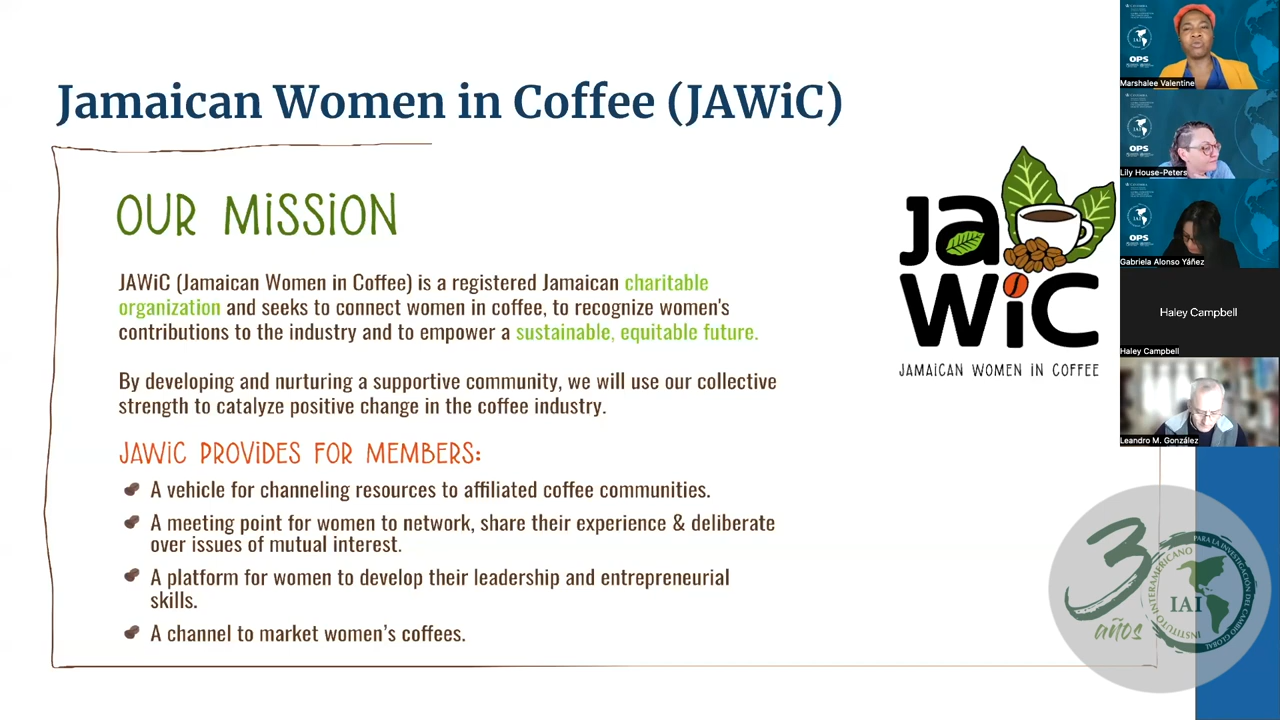 Jamaican Women in Coffee (JAWiC)
OUR MISSION
JAWiC (Jamaican Women in Coffee) is a registered Jamaican charitable
organization and seeks to connect women in coffee, to recognize women's
contributions to the industry and to empower a sustainable, equitable future.
By developing and nurturing a supportive community, we will use our collective
strength to catalyze positive change in the coffee industry.
JAWiC PROVIDES FOR MEMBERS:
A vehicle for channeling resources to affiliated coffee communities.
A meeting point for women to network, share their experience & deliberate
over issues of mutual interest.
A platform for women to develop their leadership and entrepreneurial
skills.
A channel to market women's coffees.
Ja
WiC
JAMAICAN WOMEN IN COFFEE
IAI
OPS
Marshalee Valentine
IAI
OPS
Lily House-Peters
IAI
OPS
Gabriela Alonso Yáñez
Haley Campbell
Haley Campbell
Leandro M. González
30
años
INSTITUTO INTERAMERICANO PARA LA INVESTIGACIÓN DEL CAMBIO GLOBAL
IAI